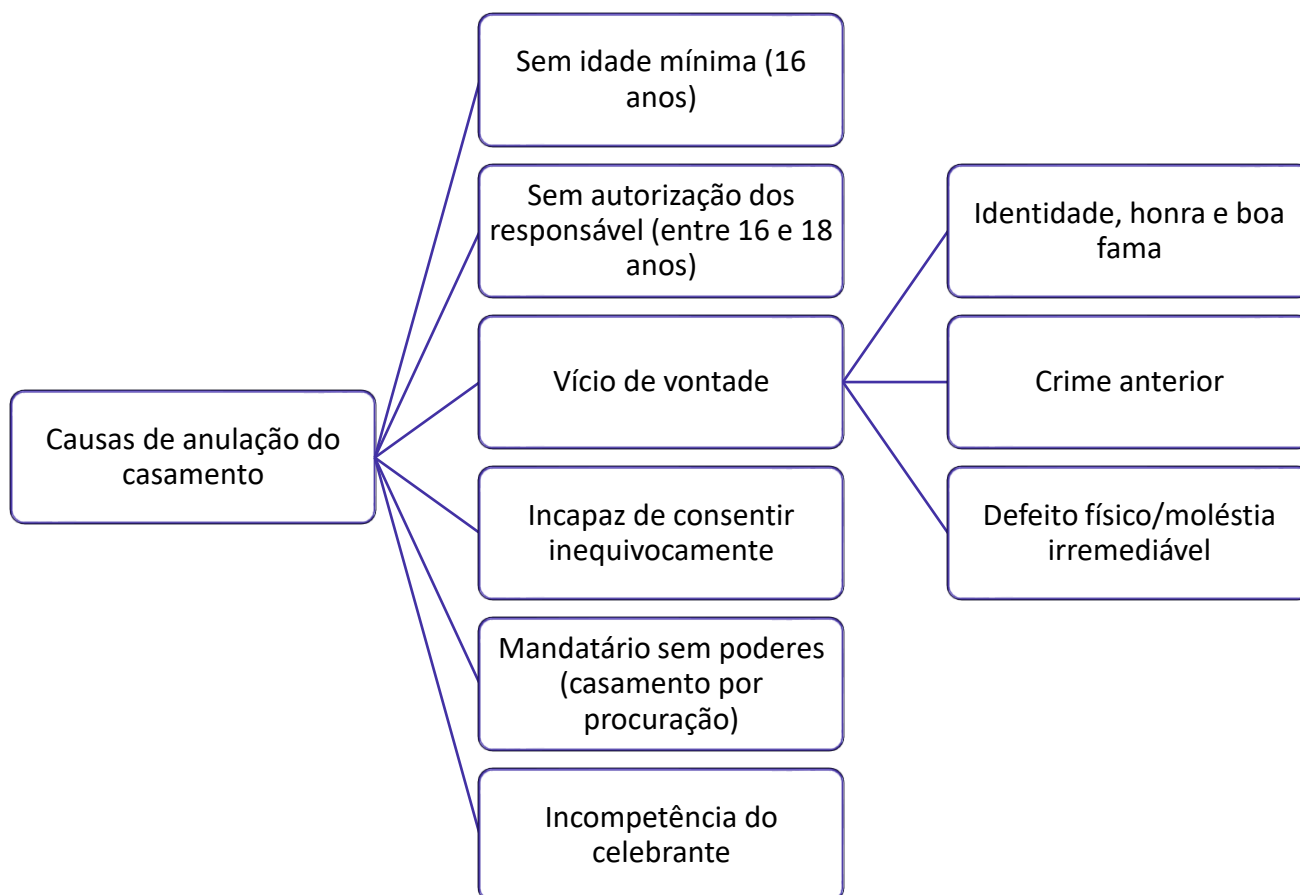 Causas de anulação do
casamento
Sem idade mínima (16
anos)
Sem autorização dos
responsável (entre 16 e 18
anos)
Vício de vontade
Identidade, honra e boa
fama
Crime anterior
Defeito físico/moléstia
irremediável
Incapaz de consentir
inequivocamente
Mandatário sem poderes
(casamento por
procuração)
Incompetência do
celebrante